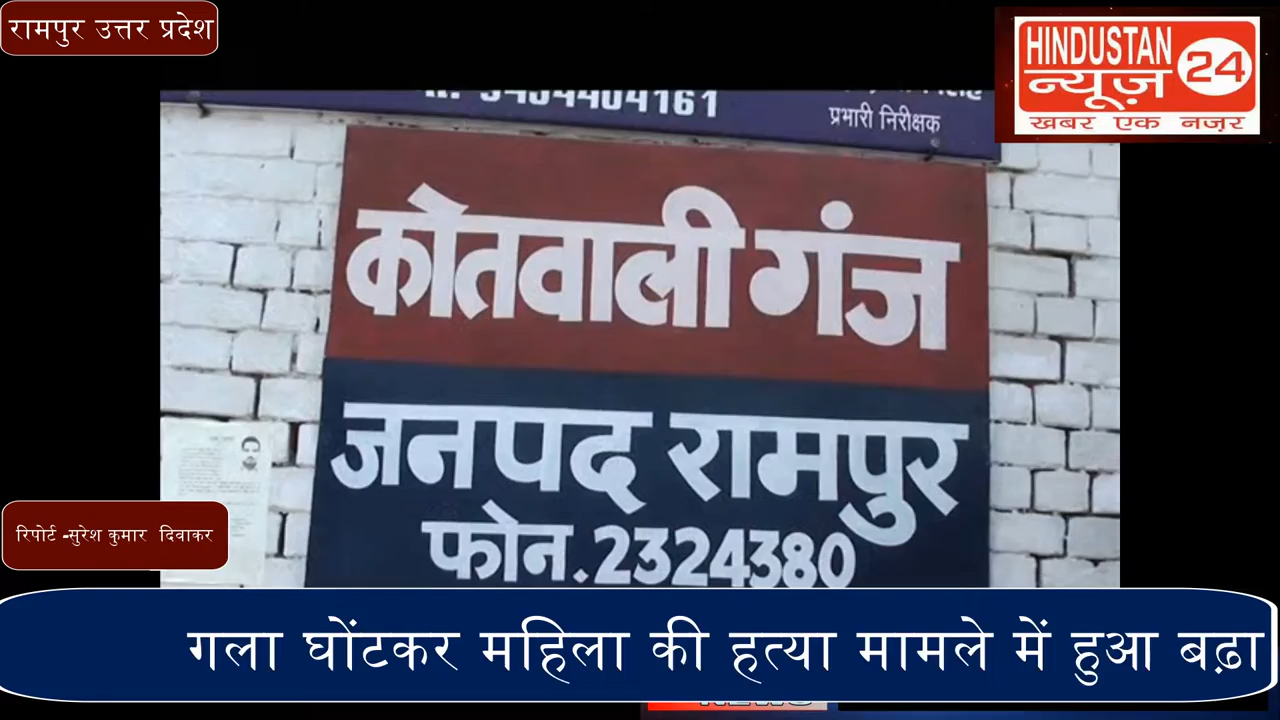 रामपुर उत्तर प्रदेश
HINDUSTAN
न्यूज़ 24
खबर एक नज़र
प्रभारी निरीक्षक
कोतवाली गंज
जनपद रामपुर
फोन.2324380
रिपोर्ट -सुरेश कुमार दिवाकर
गला घोंटकर महिला की हत्या मामले में हुआ बढ़ा